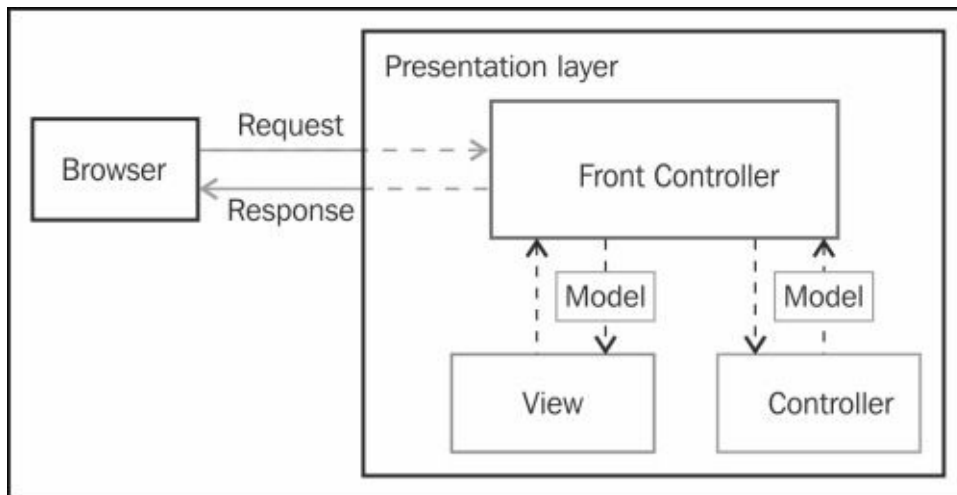 Presentation layer
Request
Browser
Front Controller
Response
Model
Model
View
Controller